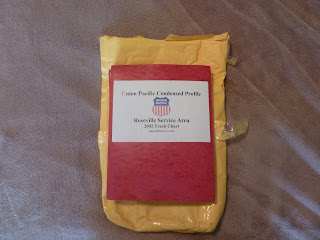 Union Pacific Condensed Profile
Roseville Service Area
2002 Track Chart